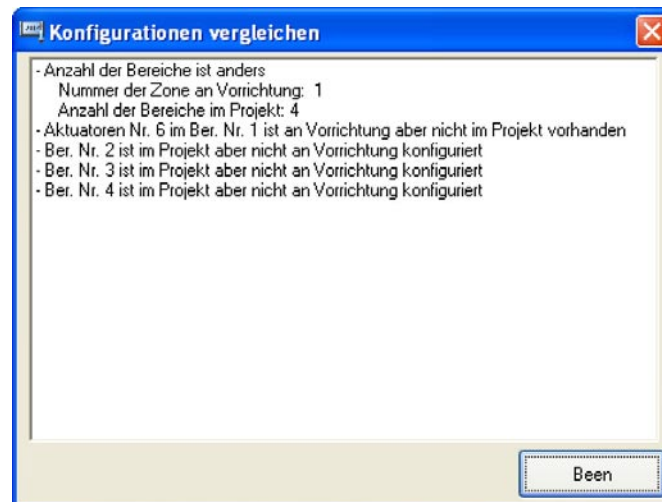 Konfigurationen vergleichen
- Anzahl der Bereiche ist anders
Nummer der Zone an Vorrichtung: 1
Anzahl der Bereiche im Projekt: 4
- Aktuatoren Nr. 6 im Ber. Nr. 1 ist an Vorrichtung aber nicht im Projekt vorhanden
- Ber. Nr. 2 ist im Projekt aber nicht an Vorrichtung konfiguriert
- Ber. Nr. 3 ist im Projekt aber nicht an Vorrichtung konfiguriert
- Ber. Nr. 4 ist im Projekt aber nicht an Vorrichtung konfiguriert
Been